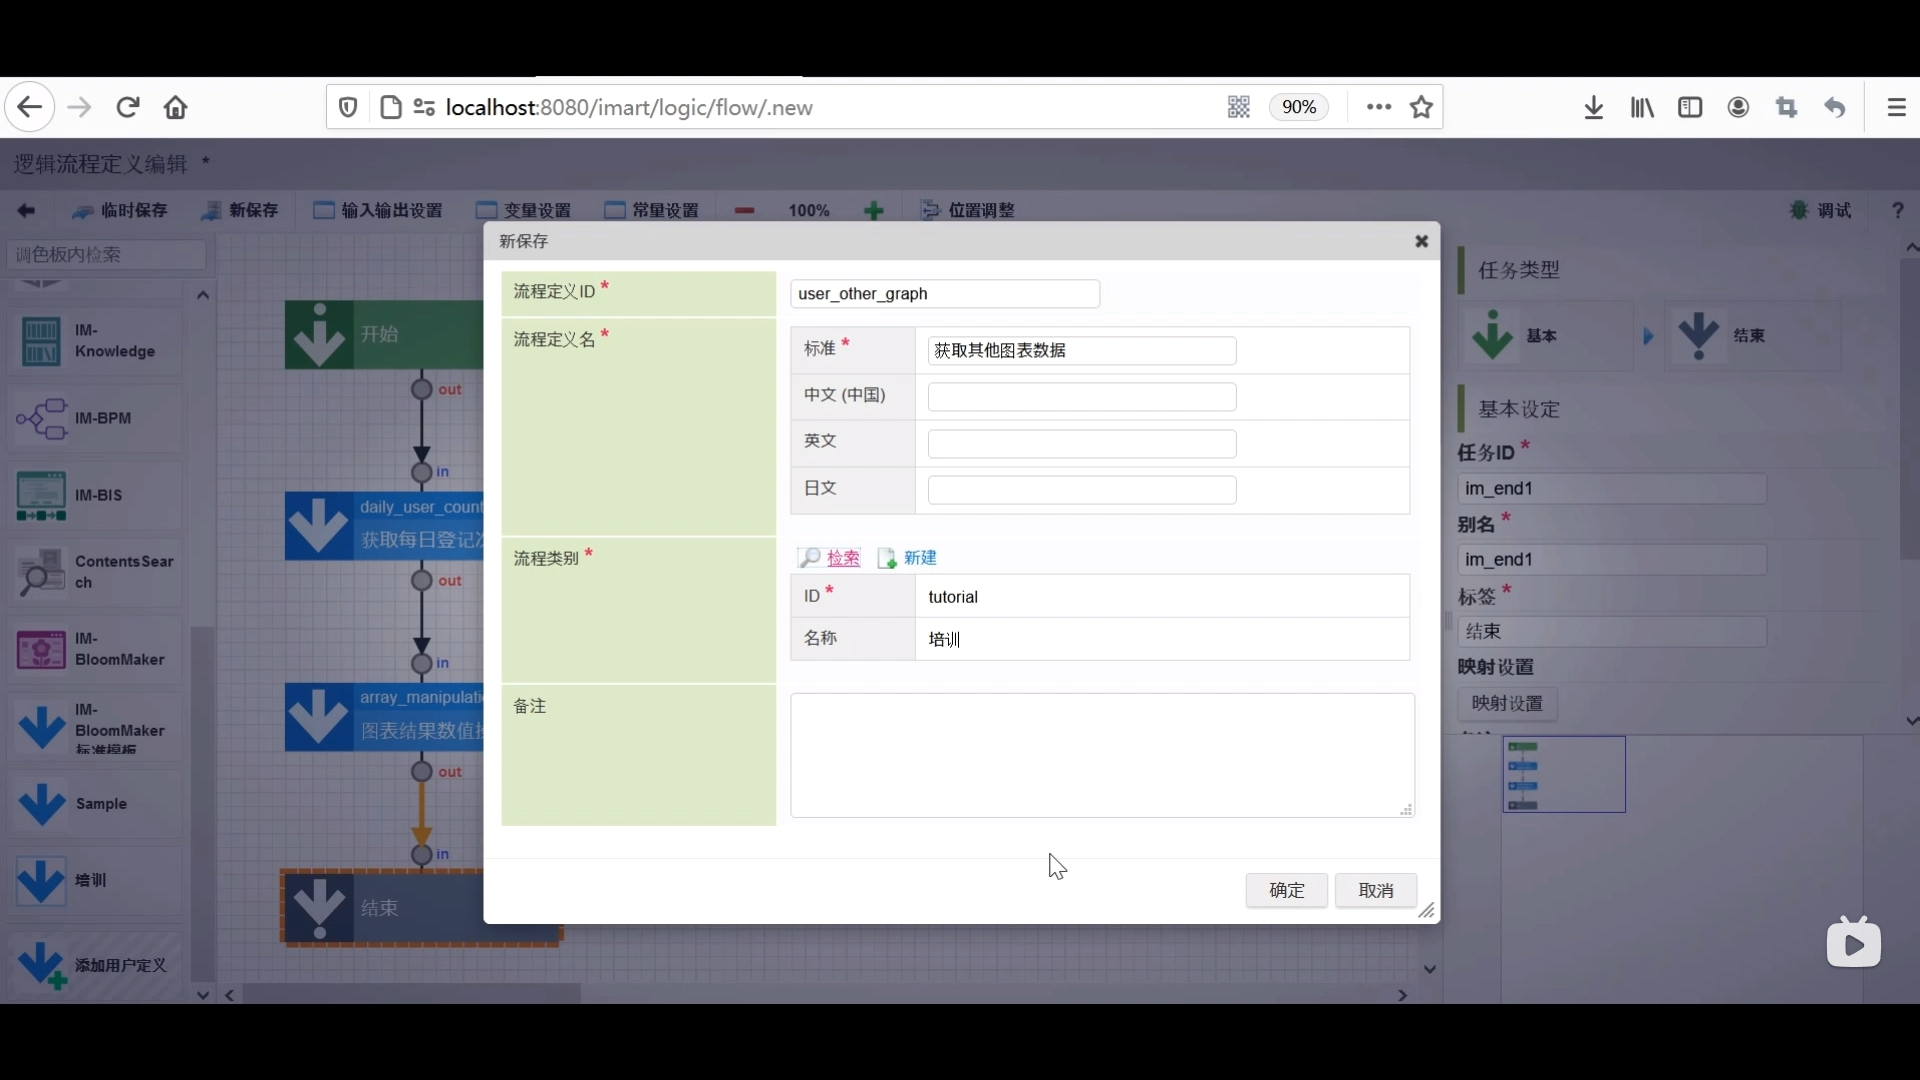 localhost:8080/imart/logic/flow/.new
90%
逻辑流程定义编辑 *
临时保存
新保存
输入输出设置
变量设置
常量设置
100%
位置调整
调试
?
调色板内检索
IM-
Knowledge
IM-BPM
IM-BIS
ContentsSear
ch
IM-
BloomMaker
IM-
BloomMaker
标准模板
Sample
培训
添加用户定义
开始
out
in
daily_user_count
获取每日登记
out
in
array_manipulati
图表结果数值
out
in
结束
新保存
流程定义ID *
user_other_graph
流程定义名 *
标准 *
获取其他图表数据
中文 (中国)
英文
日文
流程类别 *
检索
新建
ID *
tutorial
名称
培训
备注
确定
取消
任务类型
基本
结束
基本设定
任务ID *
im_end1
别名 *
im_end1
标签 *
结束
映射设置
映射设置